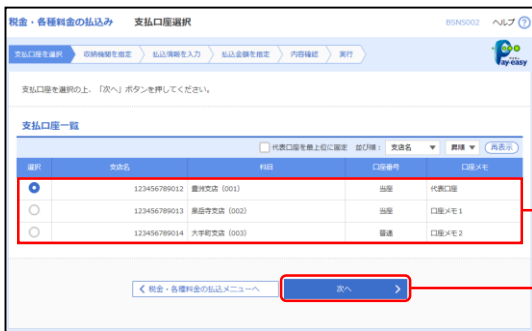 税金・各種料金の払込み 支払口座選択 BSNS002 ヘルプ ?
支払口座を選択 収納機関を指定 払込情報を入力 払込金額を指定 内容確認 実行 Pay-easy
支払口座を選択の上、「次へ」ボタンを押してください。
支払口座一覧
代表口座を最上位に固定 並び順： 支店名 昇順 再表示
選択 支店名 科目 口座番号 口座メモ
123456789012 豊洲支店（001） 当座 代表口座
123456789013 泉岳寺支店（002） 当座 口座メモ1
123456789014 大手町支店（003） 普通 口座メモ2
税金・各種料金の払込メニューへ 次へ